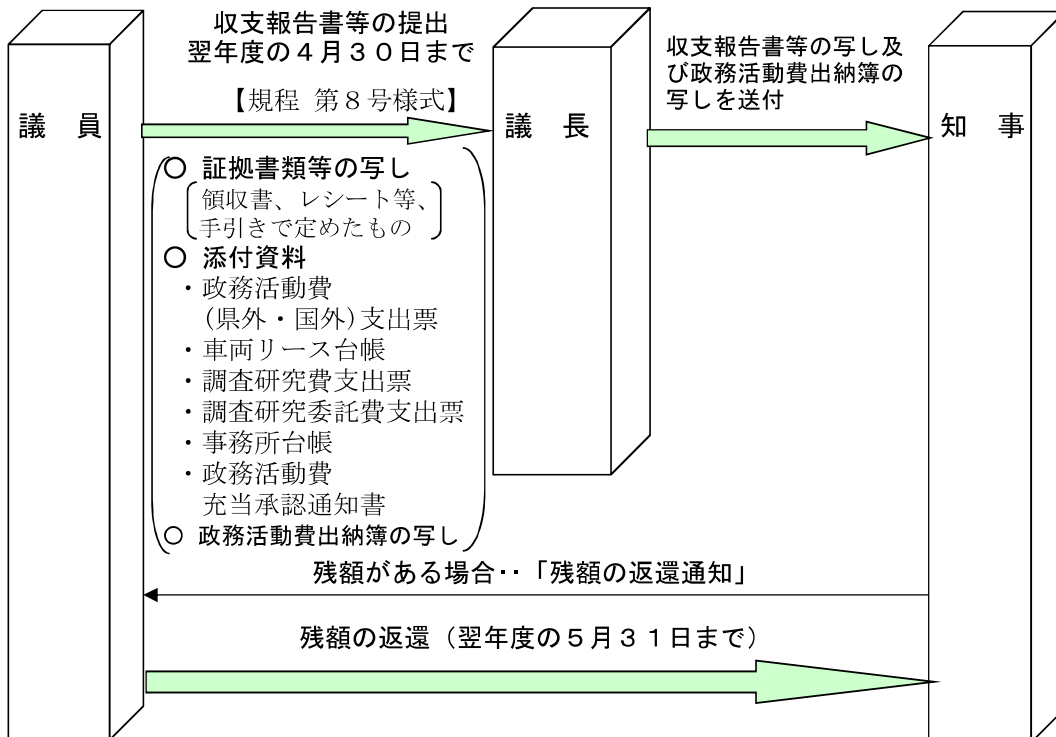 収支報告書等の提出
翌年度の４月３０日まで
【規程 第８号様式】
議 員
議 長
収支報告書等の写し及
び政務活動費出納簿の
写しを送付
知 事
○ 証拠書類等の写し
領収書、レシート等、
手引きで定めたもの
○ 添付資料
・政務活動費
(県外・国外)支出票
・車両リース台帳
・調査研究費支出票
・調査研究委託費支出票
・事務所台帳
・政務活動費
充当承認通知書
○ 政務活動費出納簿の写し
残額がある場合‥「残額の返還通知」
残額の返還（翌年度の５月３１日まで）